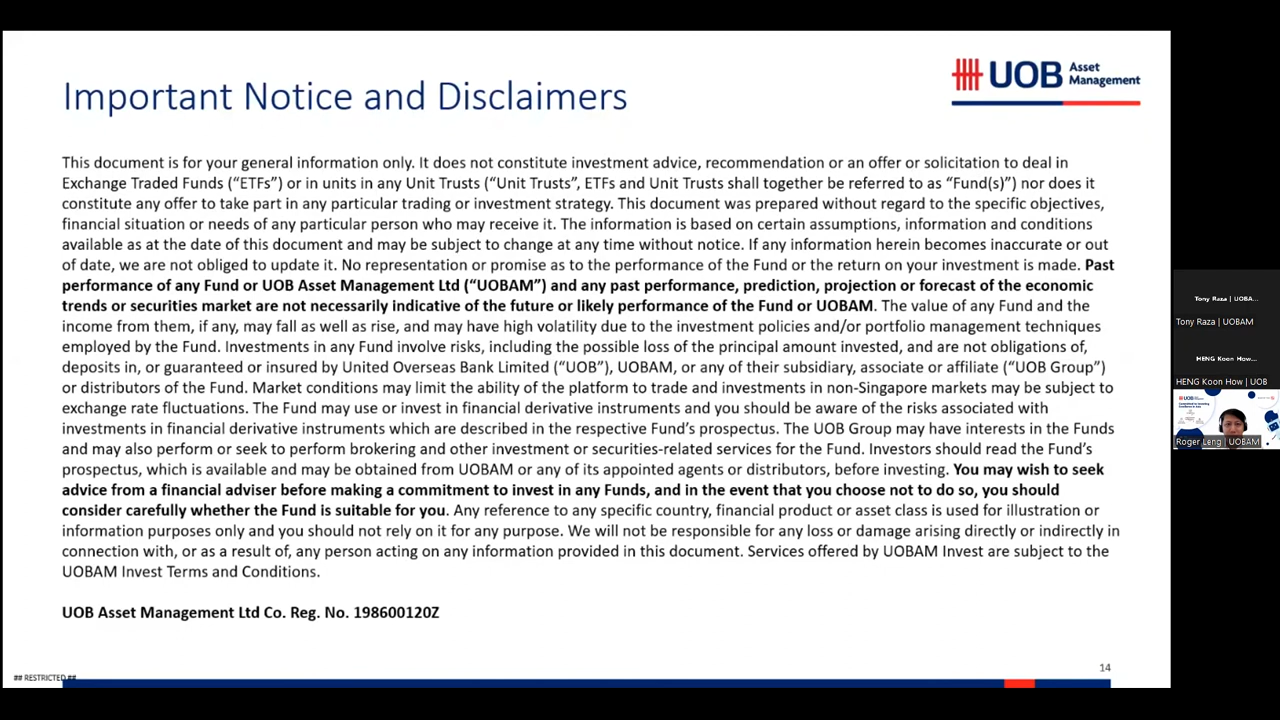 Important Notice and Disclaimers
UOB Asset Management
This document is for your general information only. It does not constitute investment advice, recommendation or an offer or solicitation to deal in
Exchange Traded Funds (“ETFs”) or in units in any Unit Trusts (“Unit Trusts”, ETFs and Unit Trusts shall together be referred to as “Fund(s)”) nor does it
constitute any offer to take part in any particular trading or investment strategy. This document was prepared without regard to the specific objectives,
financial situation or needs of any particular person who may receive it. The information is based on certain assumptions, information and conditions
available as at the date of this document and may be subject to change at any time without notice. If any information herein becomes inaccurate or out
of date, we are not obliged to update it. No representation or promise as to the performance of the Fund or the return on your investment is made. Past
performance of any Fund or UOB Asset Management Ltd (“UOBAM”) and any past performance, prediction, projection or forecast of the economic
trends or securities market are not necessarily indicative of the future or likely performance of the Fund or UOBAM. The value of any Fund and the
income from them, if any, may fall as well as rise, and may have high volatility due to the investment policies and/or portfolio management techniques
employed by the Fund. Investments in any Fund involve risks, including the possible loss of the principal amount invested, and are not obligations of,
deposits in, or guaranteed or insured by United Overseas Bank Limited (“UOB”), UOBAM, or any of their subsidiary, associate or affiliate (“UOB Group”)
or distributors of the Fund. Market conditions may limit the ability of the platform to trade and investments in non-Singapore markets may be subject to
exchange rate fluctuations. The Fund may use or invest in financial derivative instruments and you should be aware of the risks associated with
investments in financial derivative instruments which are described in the respective Fund’s prospectus. The UOB Group may have interests in the Funds
and may also perform or seek to perform brokering and other investment or securities-related services for the Fund. Investors should read the Fund’s
prospectus, which is available and may be obtained from UOBAM or any of its appointed agents or distributors, before investing. You may wish to seek
advice from a financial adviser before making a commitment to invest in any Funds, and in the event that you choose not to do so, you should
consider carefully whether the Fund is suitable for you. Any reference to any specific country, financial product or asset class is used for illustration or
information purposes only and you should not rely on it for any purpose. We will not be responsible for any loss or damage arising directly or indirectly in
connection with, or as a result of, any person acting on any information provided in this document. Services offered by UOBAM Invest are subject to the
UOBAM Invest Terms and Conditions.
UOB Asset Management Ltd Co. Reg. No. 198600120Z
14
## RESTRICTED ##
Tony Raza | UOBA...
Tony Raza | UOBAM
HENG Koon How...
HENG Koon How | UOB
Roger Leng | UOBAM